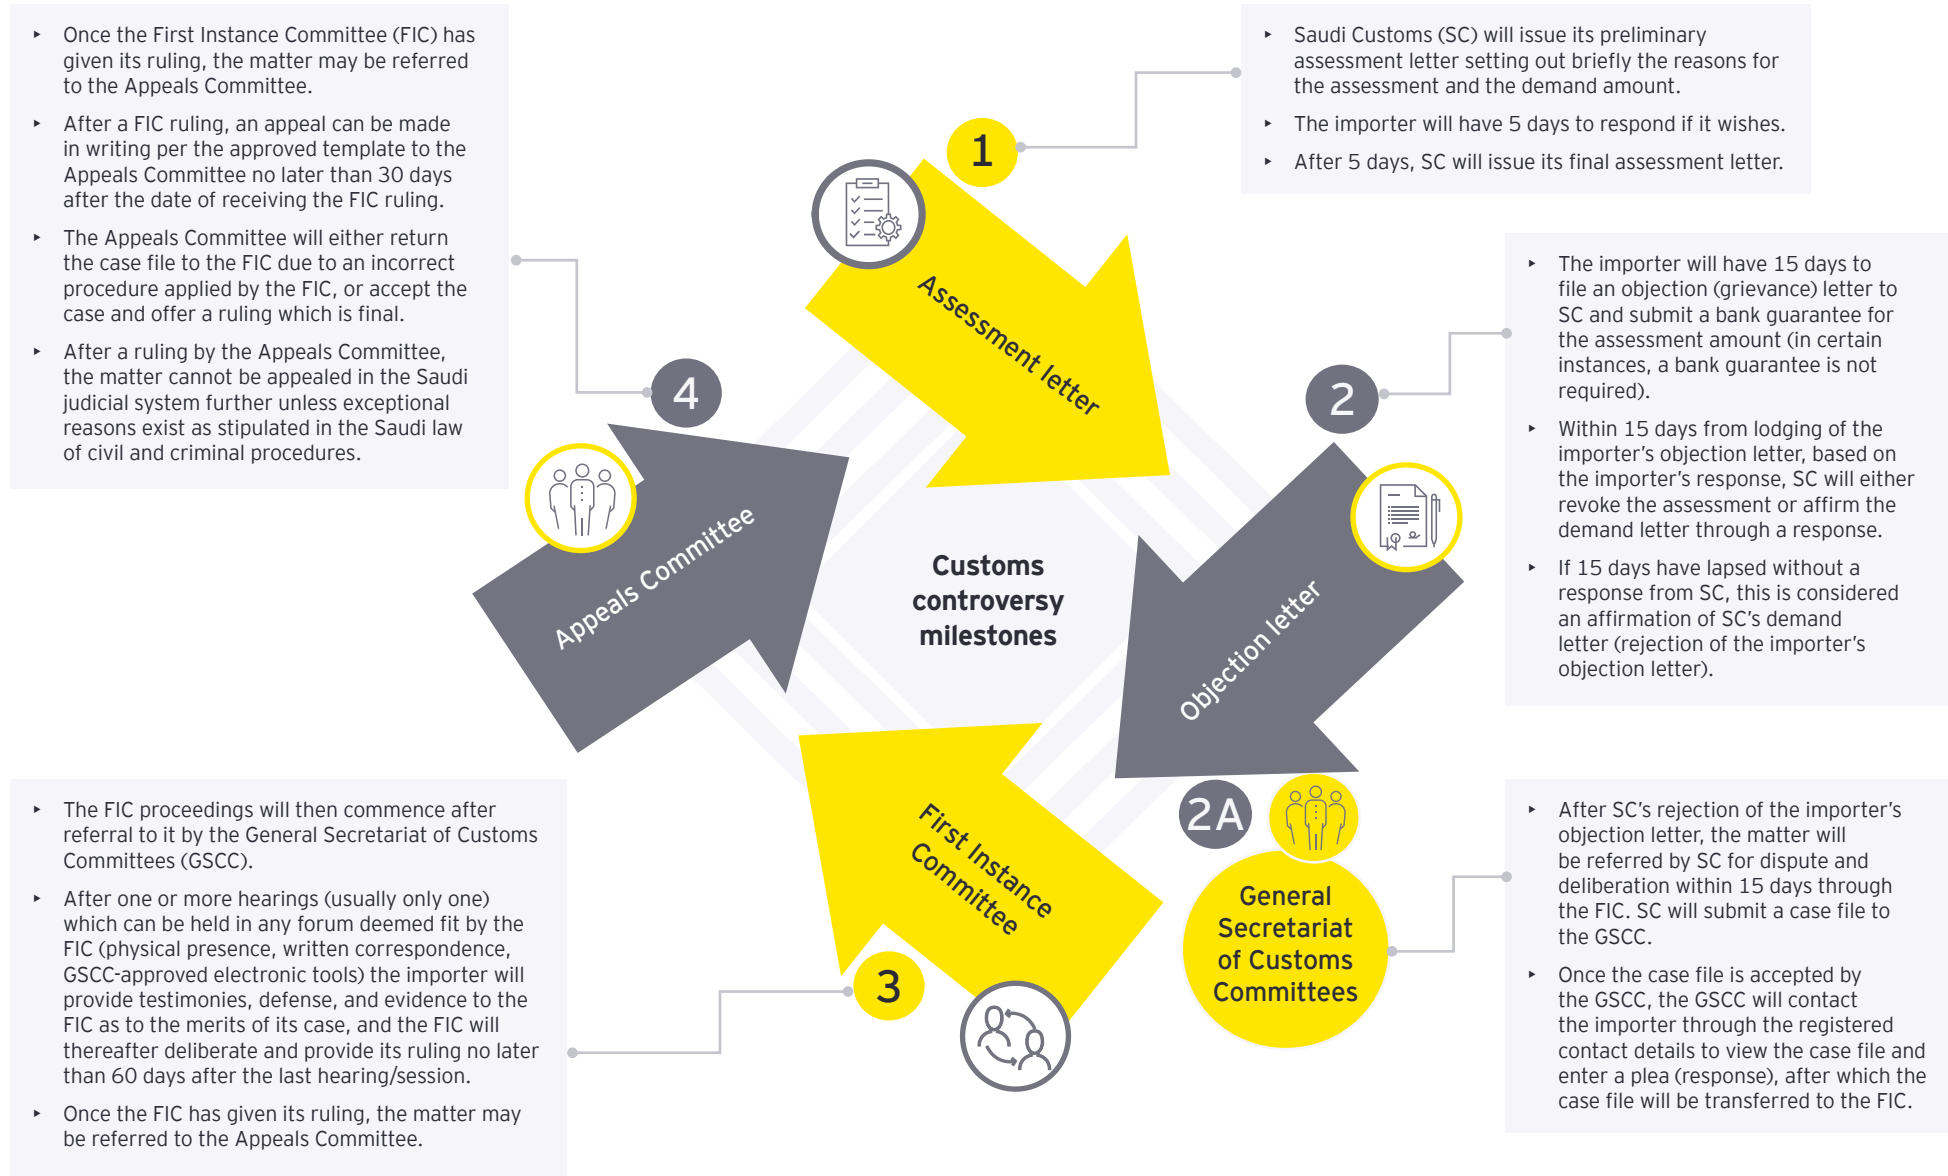 ▸ Saudi Customs (SC) will issue its preliminary
assessment letter setting out briefly the reasons for
the assessment and the demand amount.
▸ The importer will have 5 days to respond if it wishes.
▸ After 5 days, SC will issue its final assessment letter.
1
Assessment letter
▸ The importer will have 15 days to
file an objection (grievance) letter to
SC and submit a bank guarantee for
the assessment amount (in certain
instances, a bank guarantee is not
required).
▸ Within 15 days from lodging of the
importer’s objection letter, based on
the importer’s response, SC will either
revoke the assessment or affirm the
demand letter through a response.
▸ If 15 days have lapsed without a
response from SC, this is considered
an affirmation of SC’s demand
letter (rejection of the importer’s
objection letter).
2
Objection letter
▸ After SC’s rejection of the importer’s
objection letter, the matter will
be referred by SC for dispute and
deliberation within 15 days through
the FIC. SC will submit a case file to
the GSCC.
▸ Once the case file is accepted by
the GSCC, the GSCC will contact
the importer through the registered
contact details to view the case file and
enter a plea (response), after which the
case file will be transferred to the FIC.
2A
General
Secretariat
of Customs
Committees
▸ The FIC proceedings will then commence after
referral to it by the General Secretariat of Customs
Committees (GSCC).
▸ After one or more hearings (usually only one)
which can be held in any forum deemed fit by the
FIC (physical presence, written correspondence,
GSCC-approved electronic tools) the importer will
provide testimonies, defense, and evidence to the
FIC as to the merits of its case, and the FIC will
thereafter deliberate and provide its ruling no later
than 60 days after the last hearing/session.
▸ Once the FIC has given its ruling, the matter may
be referred to the Appeals Committee.
3
First Instance
Committee
▸ Once the First Instance Committee (FIC) has
given its ruling, the matter may be referred
to the Appeals Committee.
▸ After a FIC ruling, an appeal can be made
in writing per the approved template to the
Appeals Committee no later than 30 days
after the date of receiving the FIC ruling.
▸ The Appeals Committee will either return
the case file to the FIC due to an incorrect
procedure applied by the FIC, or accept the
case and offer a ruling which is final.
▸ After a ruling by the Appeals Committee,
the matter cannot be appealed in the Saudi
judicial system further unless exceptional
reasons exist as stipulated in the Saudi law
of civil and criminal procedures.
4
Appeals Committee
Customs
controversy
milestones